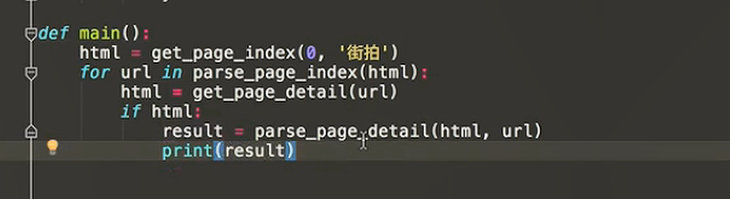 def main():
    html = get_page_index(0, '街拍')
    for url in parse_page_index(html):
        html = get_page_detail(url)
        if html:
            result = parse_page_detail(html, url)
            print(result)